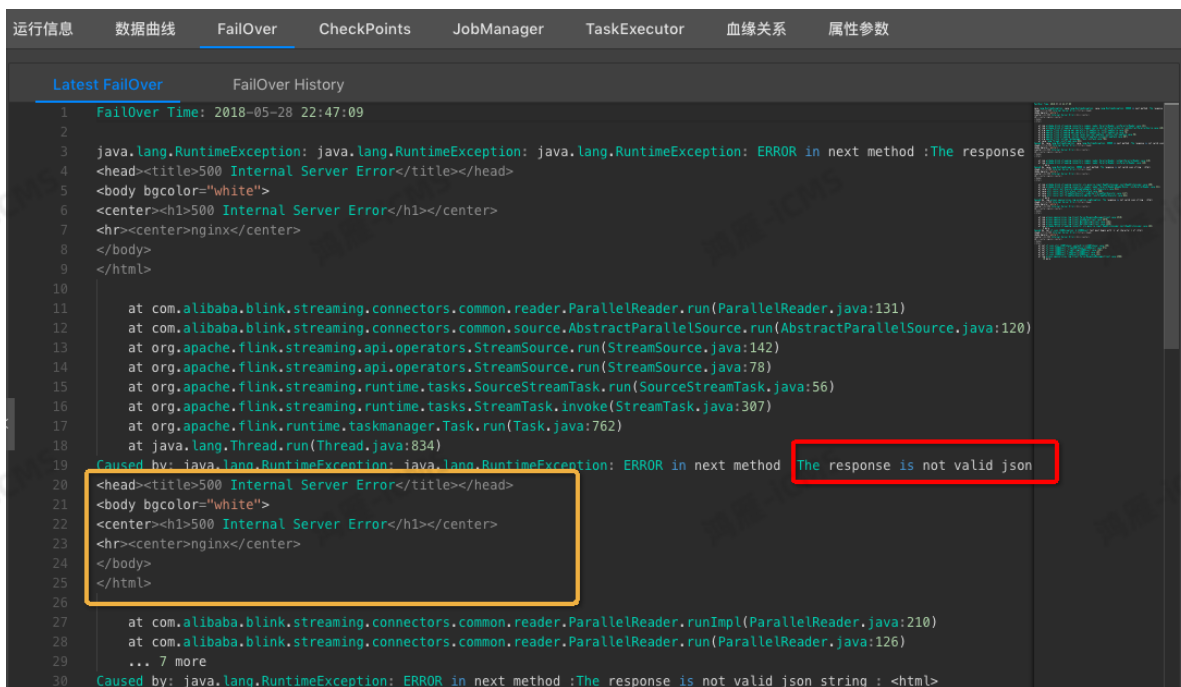 运行信息 数据曲线 FailOver CheckPoints JobManager TaskExecutor 血缘关系 属性参数
Latest FailOver FailOver History
1 FailOver Time: 2018-05-28 22:47:09
2
3 java.lang.RuntimeException: java.lang.RuntimeException: java.lang.RuntimeException: ERROR in next method :The response
4 <head><title>500 Internal Server Error</title></head>
5 <body bgcolor="white">
6 <center><h1>500 Internal Server Error</h1></center>
7 <hr><center>nginx</center>
8 </body>
9 </html>
10
11 at com.alibaba.blink.streaming.connectors.common.reader.ParallelReader.run(ParallelReader.java:131)
12 at com.alibaba.blink.streaming.connectors.common.source.AbstractParallelSource.run(AbstractParallelSource.java:120)
13 at org.apache.flink.streaming.api.operators.StreamSource.run(StreamSource.java:142)
14 at org.apache.flink.streaming.api.operators.StreamSource.run(StreamSource.java:78)
15 at org.apache.flink.streaming.runtime.tasks.SourceStreamTask.run(SourceStreamTask.java:56)
16 at org.apache.flink.streaming.runtime.tasks.StreamTask.invoke(StreamTask.java:307)
17 at org.apache.flink.runtime.taskmanager.Task.run(Task.java:762)
18 at java.lang.Thread.run(Thread.java:834)
19 Caused by: java.lang.RuntimeException: java.lang.RuntimeException: ERROR in next method The response is not valid json
20 <head><title>500 Internal Server Error</title></head>
21 <body bgcolor="white">
22 <center><h1>500 Internal Server Error</h1></center>
23 <hr><center>nginx</center>
24 </body>
25 </html>
26
27 at com.alibaba.blink.streaming.connectors.common.reader.ParallelReader.runImpl(ParallelReader.java:210)
28 at com.alibaba.blink.streaming.connectors.common.reader.ParallelReader.run(ParallelReader.java:126)
29 ... 7 more
30 Caused by: java.lang.RuntimeException: ERROR in next method :The response is not valid json string : <html>